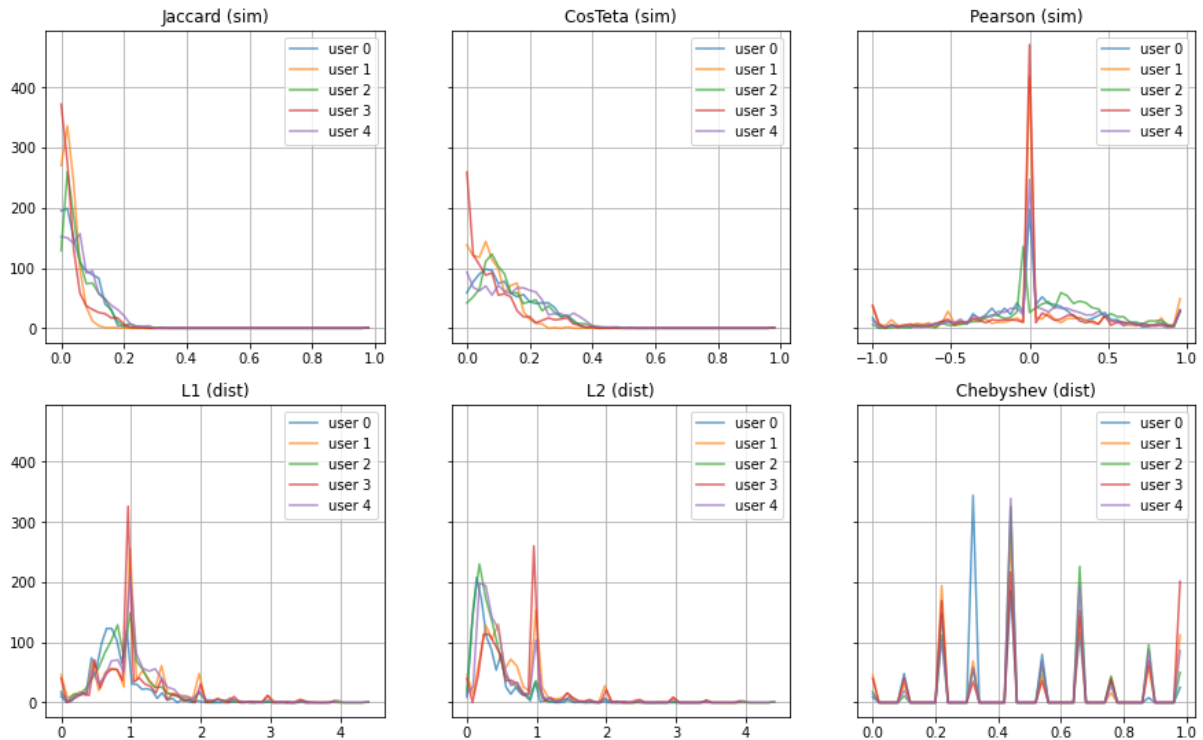 Jaccard (sim)
400
300
200
100
0
0.0 0.2 0.4 0.6 0.8 1.0
user 0
user 1
user 2
user 3
user 4
CosTeta (sim)
0.0 0.2 0.4 0.6 0.8 1.0
user 0
user 1
user 2
user 3
user 4
Pearson (sim)
−1.0 −0.5 0.0 0.5 1.0
user 0
user 1
user 2
user 3
user 4
L1 (dist)
400
300
200
100
0
0 1 2 3 4
user 0
user 1
user 2
user 3
user 4
L2 (dist)
0 1 2 3 4
user 0
user 1
user 2
user 3
user 4
Chebyshev (dist)
0.0 0.2 0.4 0.6 0.8 1.0
user 0
user 1
user 2
user 3
user 4